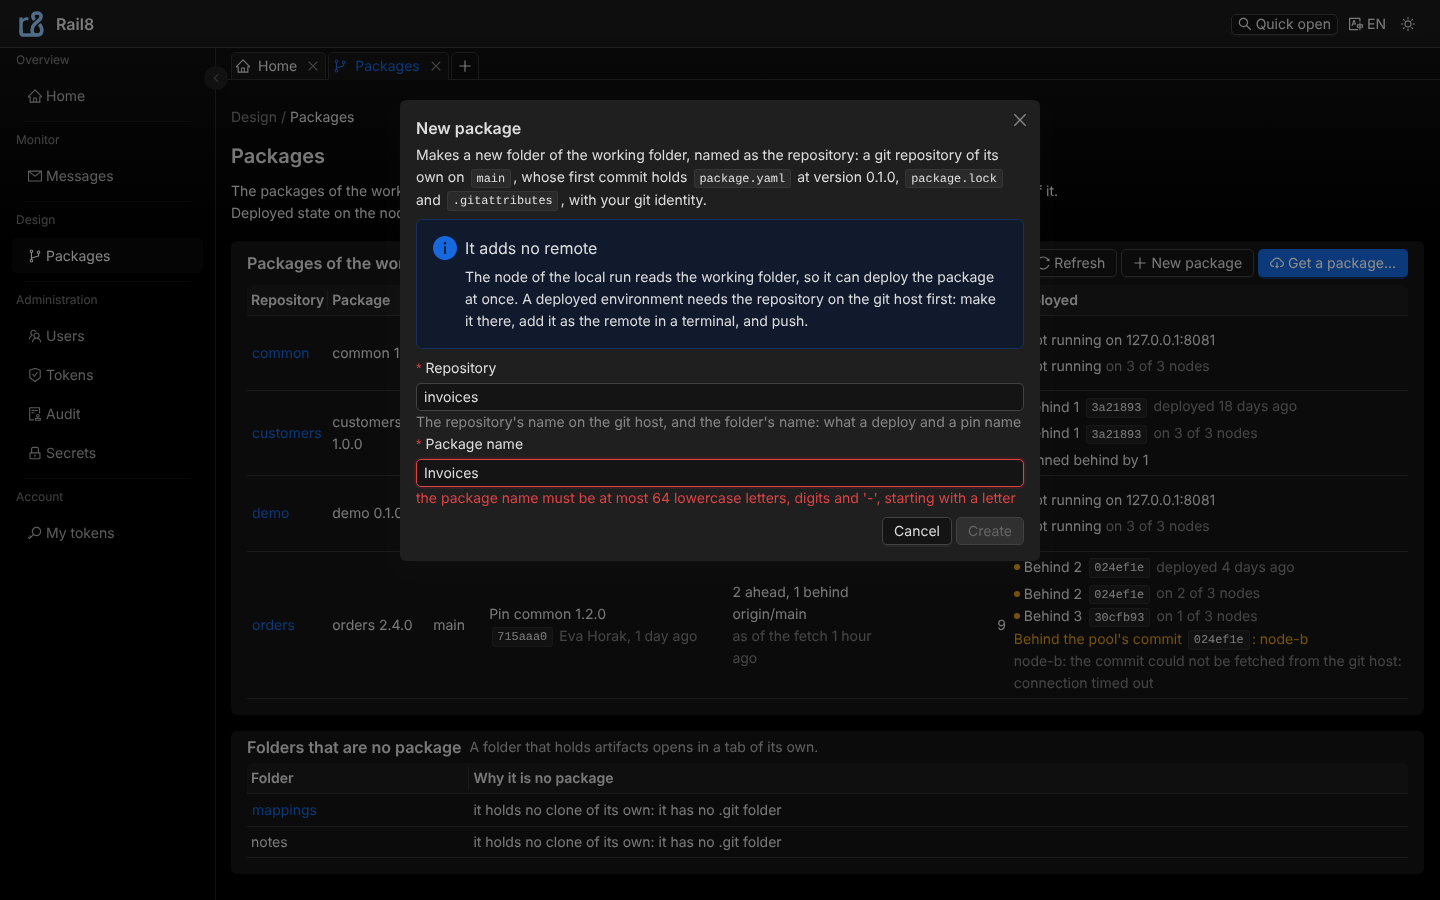 Rail8
Quick open
EN
Overview
Home
Monitor
Messages
Design
Packages
Administration
Users
Tokens
Audit
Secrets
Account
My tokens
Home
Packages
Design / Packages
Packages
The packages of the work
it.
Deployed state on the nod
New package
Makes a new folder of the working folder, named as the repository: a git repository of its
own on main, whose first commit holds package.yaml at version 0.1.0, package.lock
and .gitattributes, with your git identity.
It adds no remote
The node of the local run reads the working folder, so it can deploy the package
at once. A deployed environment needs the repository on the git host first: make
it there, add it as the remote in a terminal, and push.
* Repository
invoices
The repository's name on the git host, and the folder's name: what a deploy and a pin name
* Package name
Invoices
the package name must be at most 64 lowercase letters, digits and '-', starting with a letter
Cancel
Create
Packages of the wo
Refresh
New package
Get a package...
Repository Package
loyed
common common 1
t running on 127.0.0.1:8081
t running on 3 of 3 nodes
customers customers
1.0.0
hind 1 3a21893 deployed 18 days ago
hind 1 3a21893 on 3 of 3 nodes
nned behind by 1
demo demo 0.1.0
t running on 127.0.0.1:8081
t running on 3 of 3 nodes
orders orders 2.4.0 main
Pin common 1.2.0
715aaa0 Eva Horak, 1 day ago
2 ahead, 1 behind
origin/main
as of the fetch 1 hour
ago
9
Behind 2 024ef1e deployed 4 days ago
Behind 2 024ef1e on 2 of 3 nodes
Behind 3 30cfb93 on 1 of 3 nodes
Behind the pool's commit 024ef1e: node-b
node-b: the commit could not be fetched from the git host:
connection timed out
Folders that are no package A folder that holds artifacts opens in a tab of its own.
Folder Why it is no package
mappings it holds no clone of its own: it has no .git folder
notes it holds no clone of its own: it has no .git folder